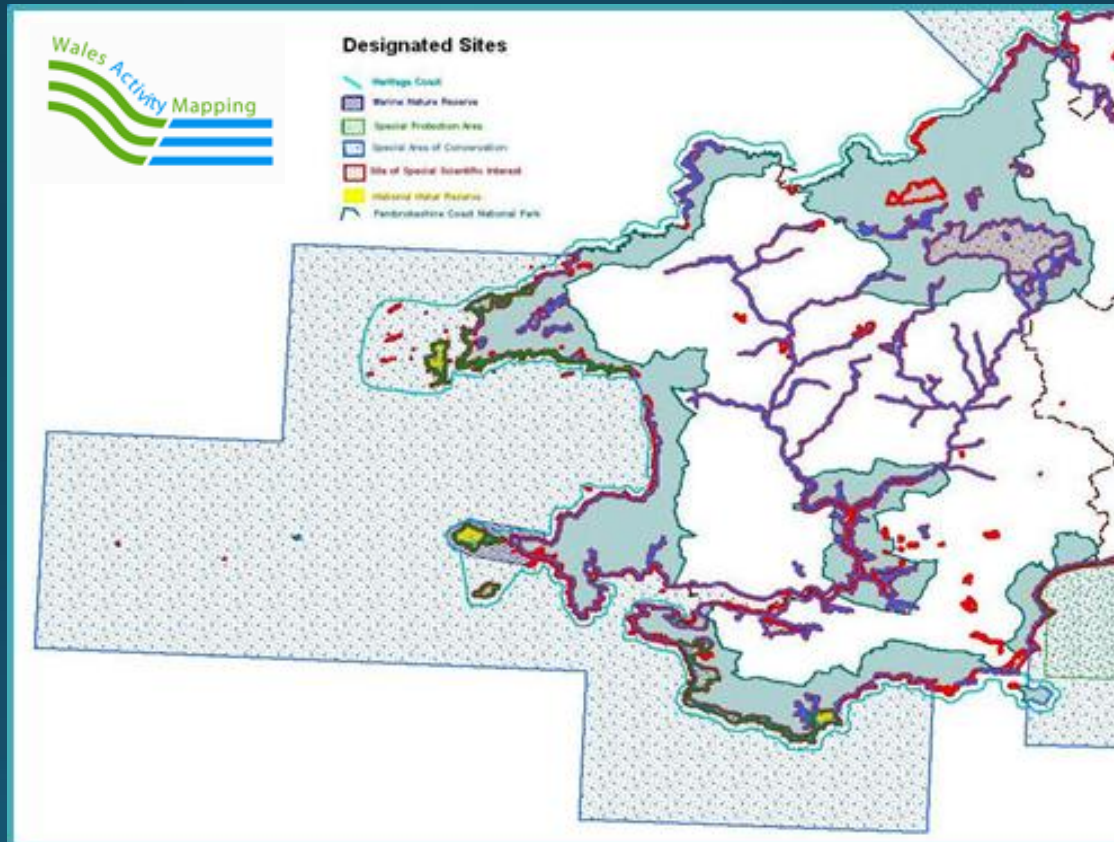 Wales Activity Mapping
Designated Sites
Heritage Coast
Marine Nature Reserve
Special Protection Area
Special Area of Conservation
Site of Special Scientific Interest
National Nature Reserve
Pembrokeshire Coast National Park